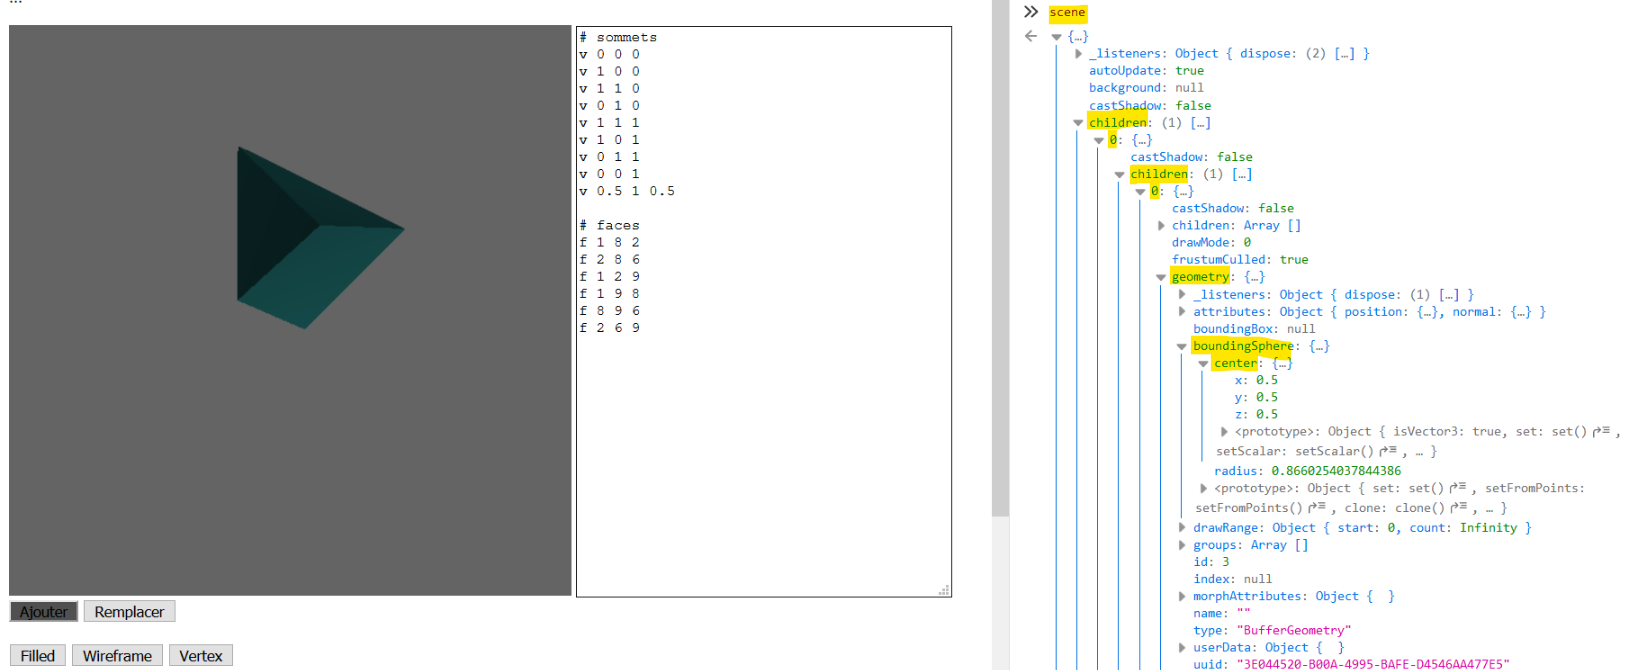 ...
# sommets
v 0 0 0
v 1 0 0
v 1 1 0
v 0 1 0
v 1 1 1
v 1 0 1
v 0 1 1
v 0 0 1
v 0.5 1 0.5
# faces
f 1 8 2
f 2 8 6
f 1 2 9
f 1 9 8
f 8 9 6
f 2 6 9
Ajouter Remplacer
Filled Wireframe Vertex
scene
{…}
_listeners: Object { dispose: (2) […] }
autoUpdate: true
background: null
castShadow: false
children: (1) […]
0: {…}
castShadow: false
children: (1) […]
0: {…}
castShadow: false
children: Array []
drawMode: 0
frustumCulled: true
geometry: {…}
_listeners: Object { dispose: (1) […] }
attributes: Object { position: {…}, normal: {…} }
boundingBox: null
boundingSphere: {…}
center: {…}
x: 0.5
y: 0.5
z: 0.5
<prototype>: Object { isVector3: true, set: set() ,
setScalar: setScalar() , … }
radius: 0.8660254037844386
<prototype>: Object { set: set() , setFromPoints:
setFromPoints() , clone: clone() , … }
drawRange: Object { start: 0, count: Infinity }
groups: Array []
id: 3
index: null
morphAttributes: Object { }
name: ""
type: "BufferGeometry"
userData: Object { }
uuid: "3E044520-B00A-4995-BAFE-D4546AA477E5"